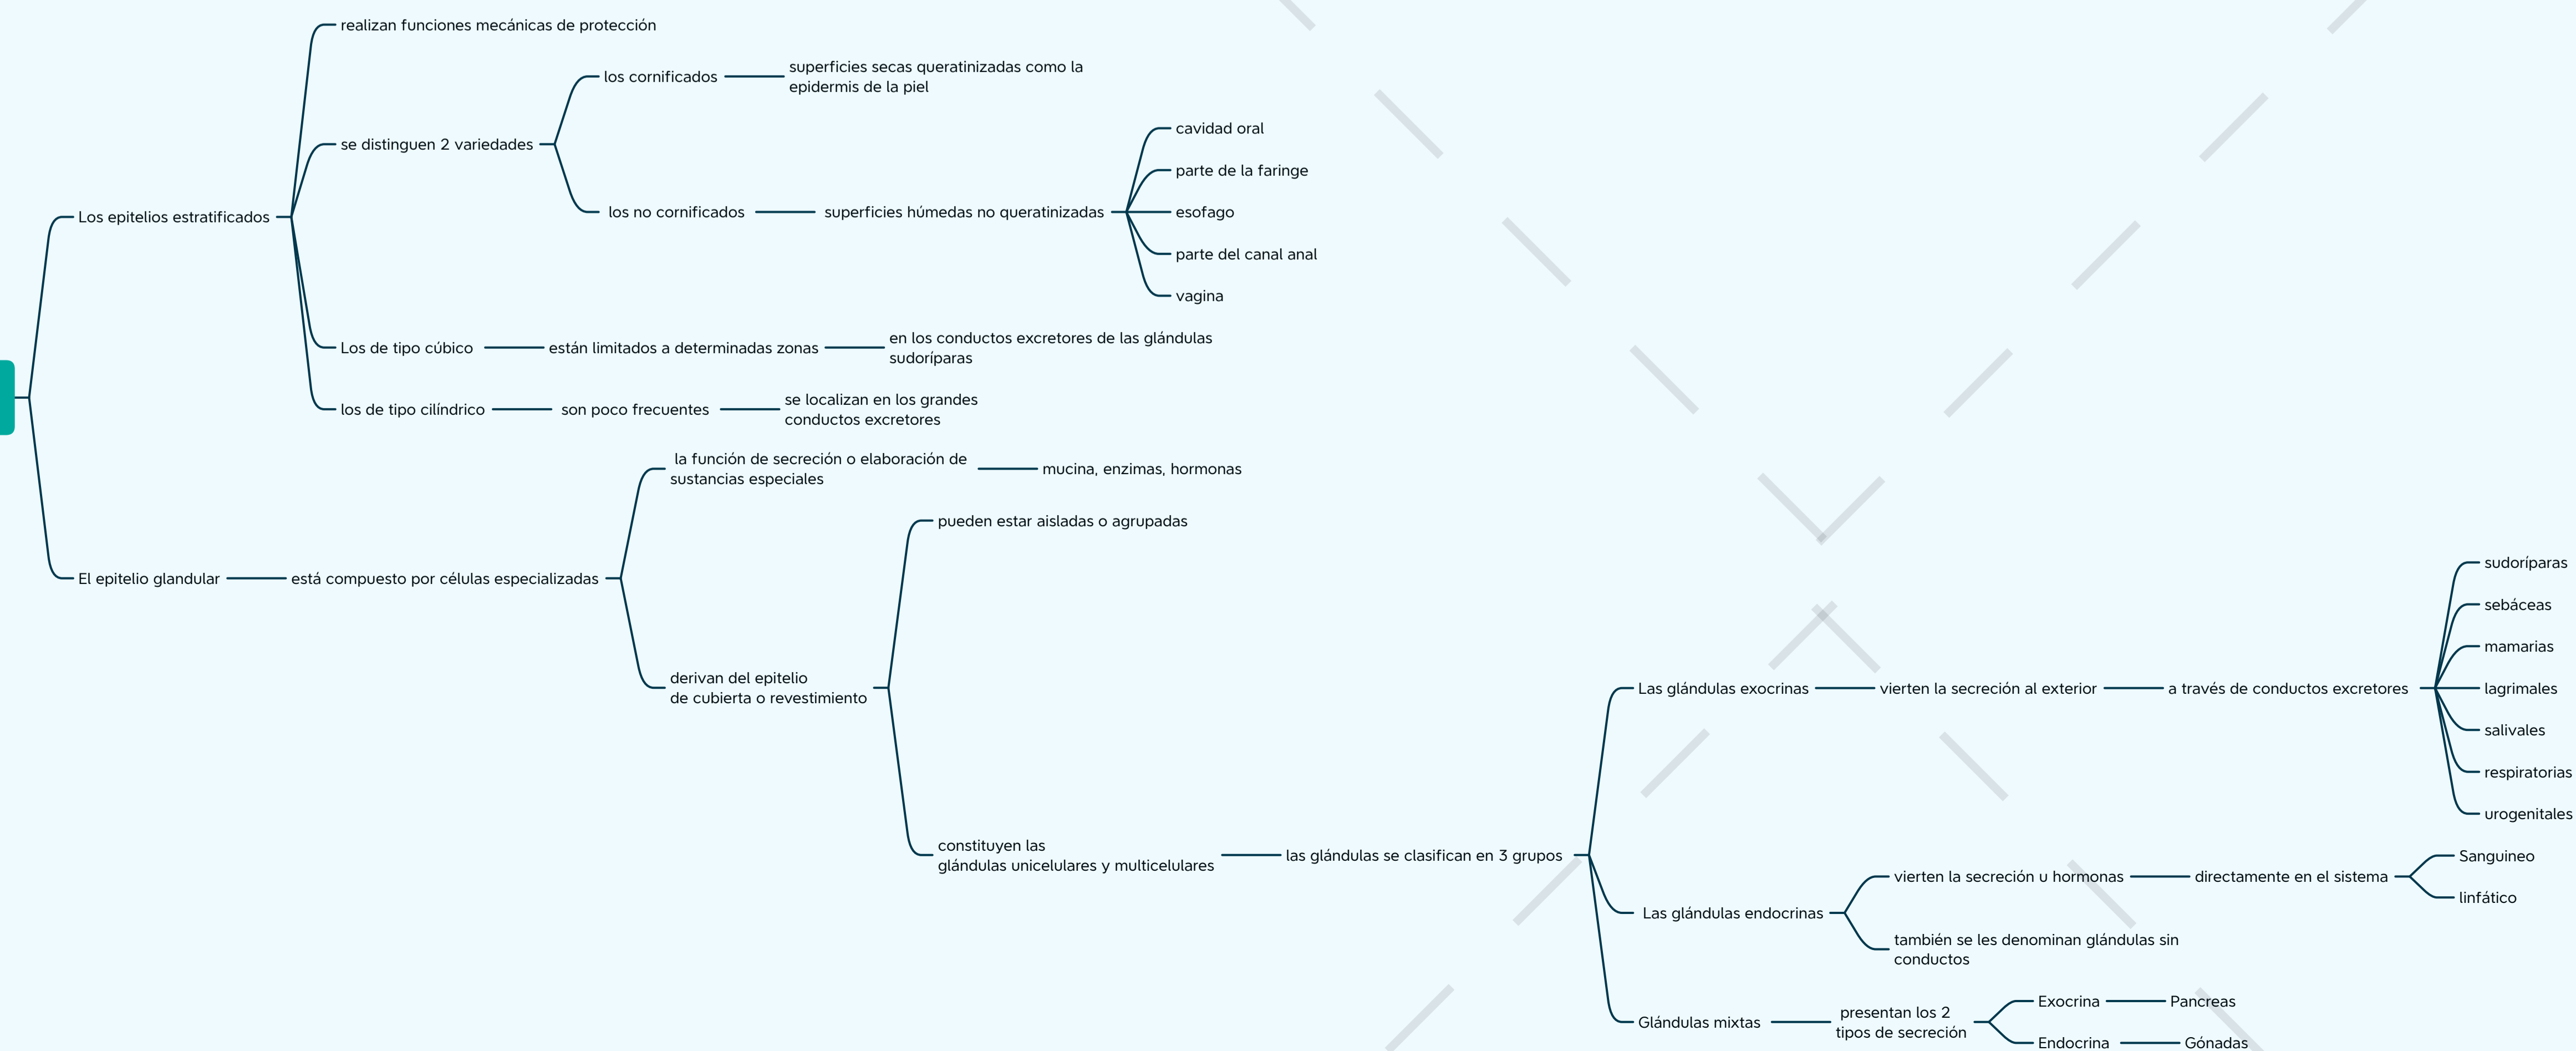 realizan funciones mecánicas de protección
los cornificados
superficies secas queratinizadas como la
epidermis de la piel
se distinguen 2 variedades
cavidad oral
parte de la faringe
Los epitelios estratificados
los no cornificados
superficies húmedas no queratinizadas
esofago
parte del canal anal
vagina
Los de tipo cúbico
están limitados a determinadas zonas
en los conductos excretores de las glándulas
sudoríparas
los de tipo cilíndrico
son poco frecuentes
se localizan en los grandes
conductos excretores
la función de secreción o elaboración de
sustancias especiales
mucina, enzimas, hormonas
pueden estar aisladas o agrupadas
El epitelio glandular
está compuesto por células especializadas
derivan del epitelio
de cubierta o revestimiento
constituyen las
glándulas unicelulares y multicelulares
las glándulas se clasifican en 3 grupos
Las glándulas exocrinas
vierten la secreción al exterior
a través de conductos excretores
sudoríparas
sebáceas
mamarias
lagrimales
salivales
respiratorias
urogenitales
Las glándulas endocrinas
vierten la secreción u hormonas
directamente en el sistema
Sanguineo
linfático
también se les denominan glándulas sin
conductos
Glándulas mixtas
presentan los 2
tipos de secreción
Exocrina
Pancreas
Endocrina
Gónadas